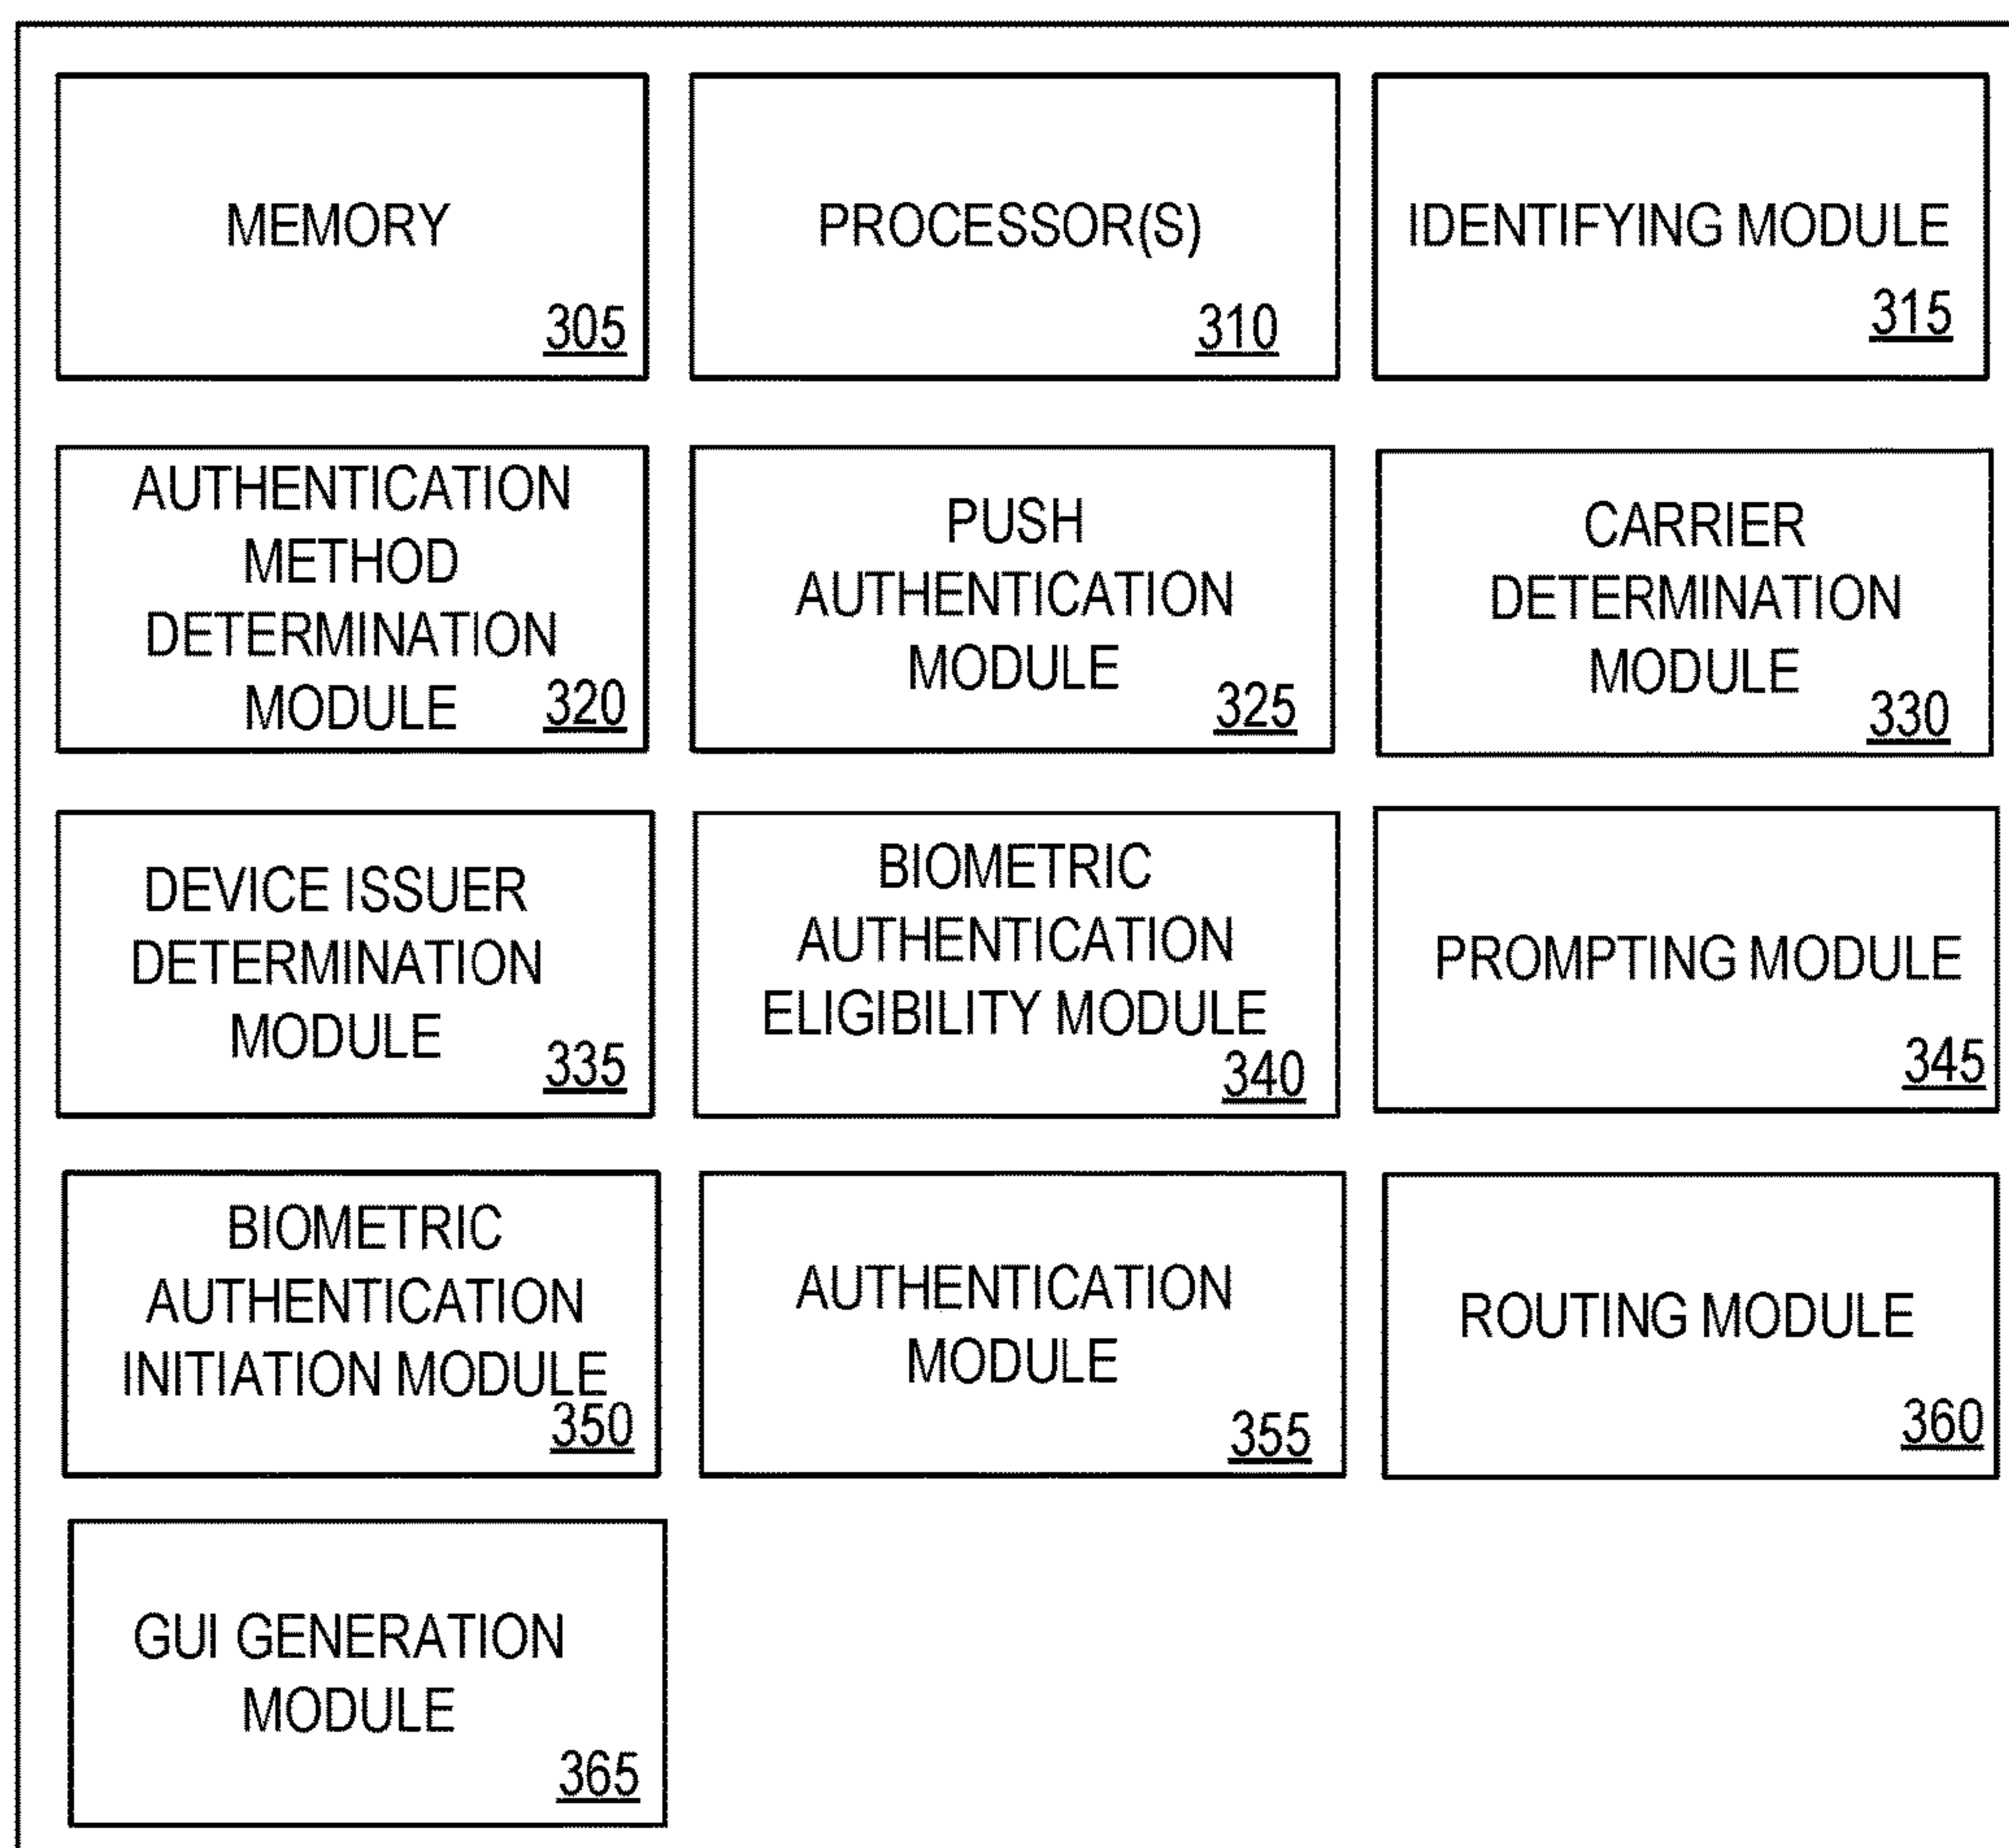 MEMORY
305
PROCESSOR(S)
310
IDENTIFYING MODULE
315
AUTHENTICATION
METHOD
DETERMINATION
MODULE
320
PUSH
AUTHENTICATION
MODULE
325
CARRIER
DETERMINATION
MODULE
330
DEVICE ISSUER
DETERMINATION
MODULE
335
BIOMETRIC
AUTHENTICATION
ELIGIBILITY MODULE
340
PROMPTING MODULE
345
BIOMETRIC
AUTHENTICATION
INITIATION MODULE
350
AUTHENTICATION
MODULE
355
ROUTING MODULE
360
GUI GENERATION
MODULE
365